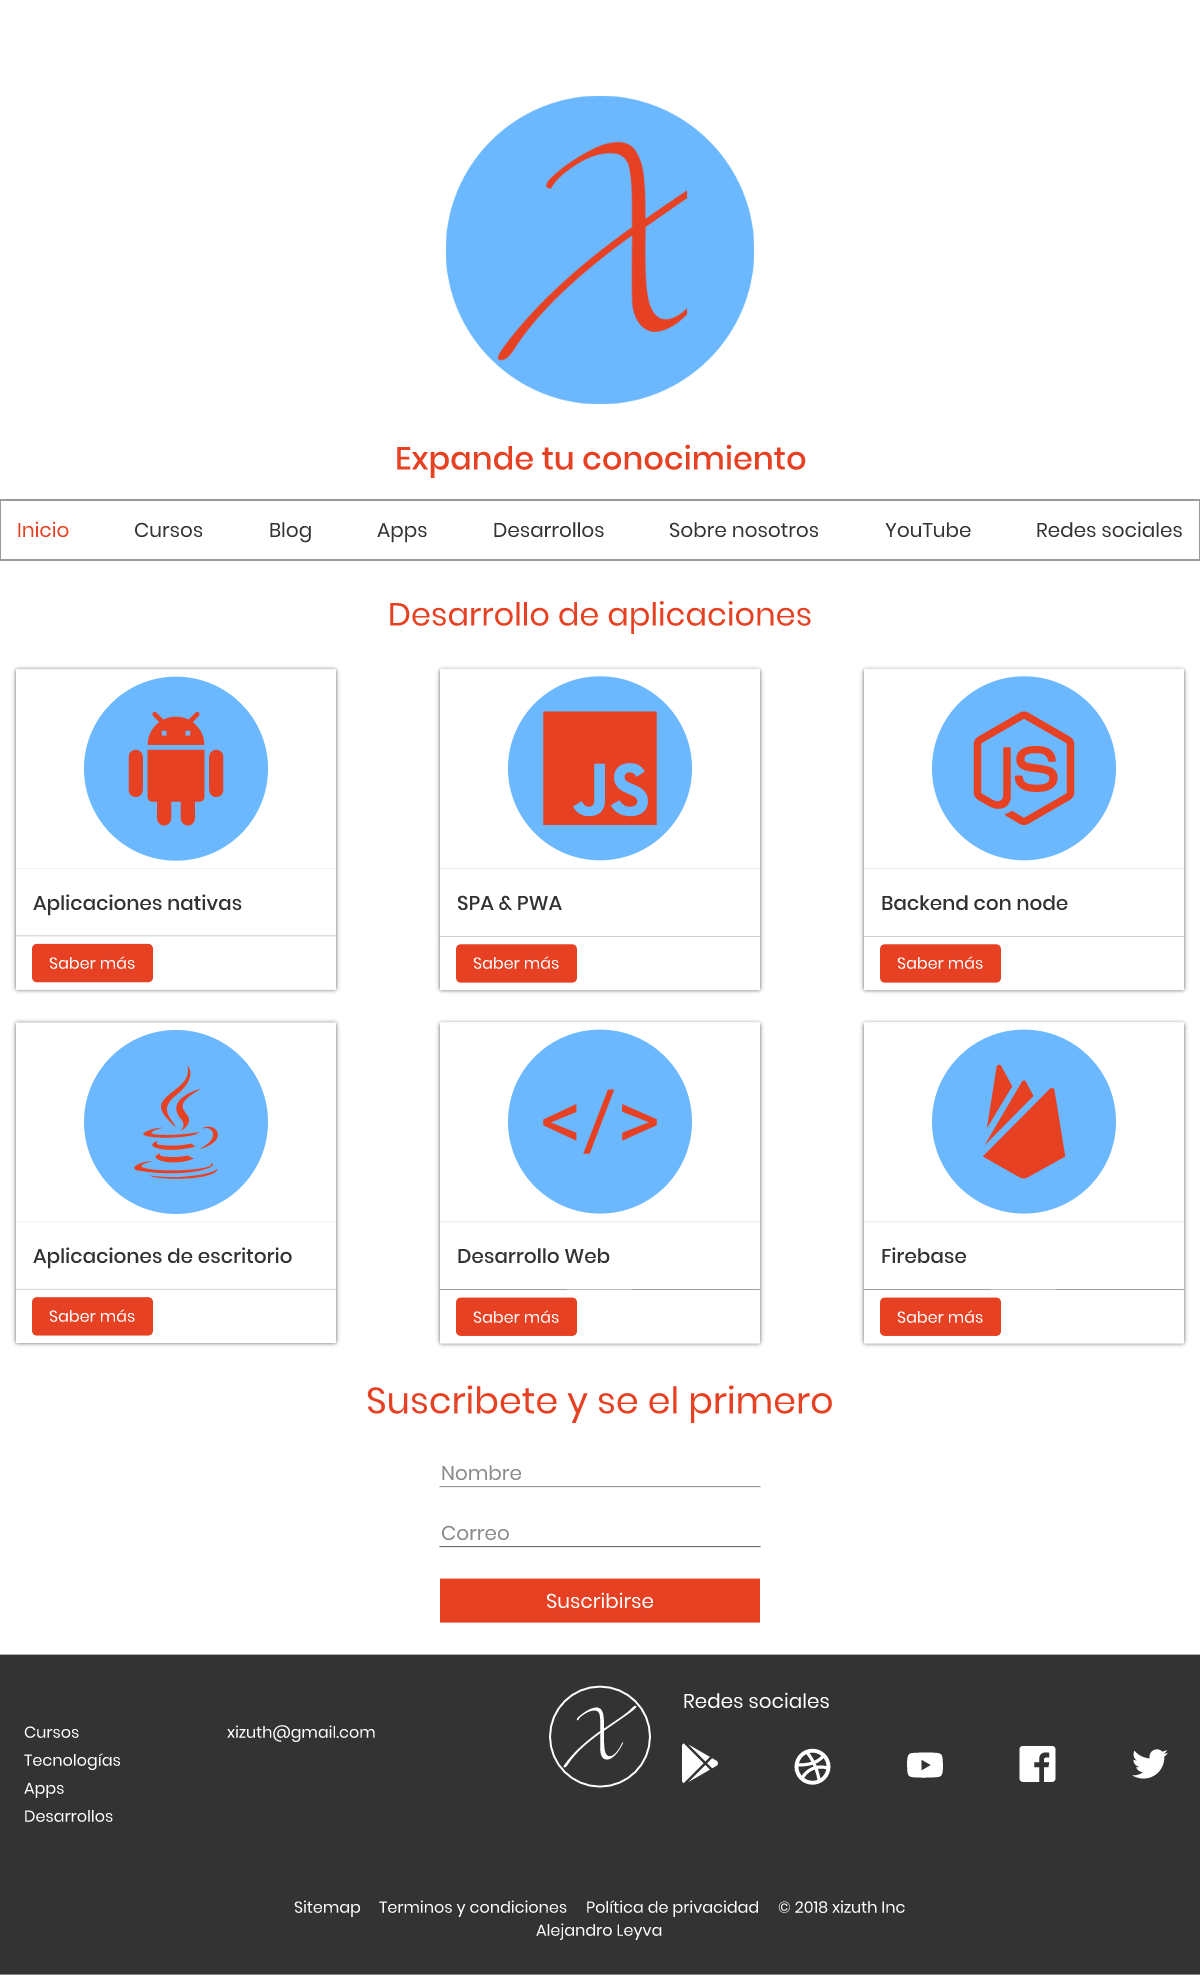 X
Expande tu conocimiento
Inicio Cursos Blog Apps Desarrollos Sobre nosotros YouTube Redes sociales
Desarrollo de aplicaciones
JS JS
Aplicaciones nativas SPA & PWA Backend con node
Saber más Saber más Saber más
</>
Aplicaciones de escritorio Desarrollo Web Firebase
Saber más Saber más Saber más
Suscribete y se el primero
Nombre
Correo
Suscribirse
X
Redes sociales
Cursos xizuth@gmail.com
Tecnologías
Apps
Desarrollos
Sitemap Terminos y condiciones Política de privacidad © 2018 xizuth Inc
Alejandro Leyva